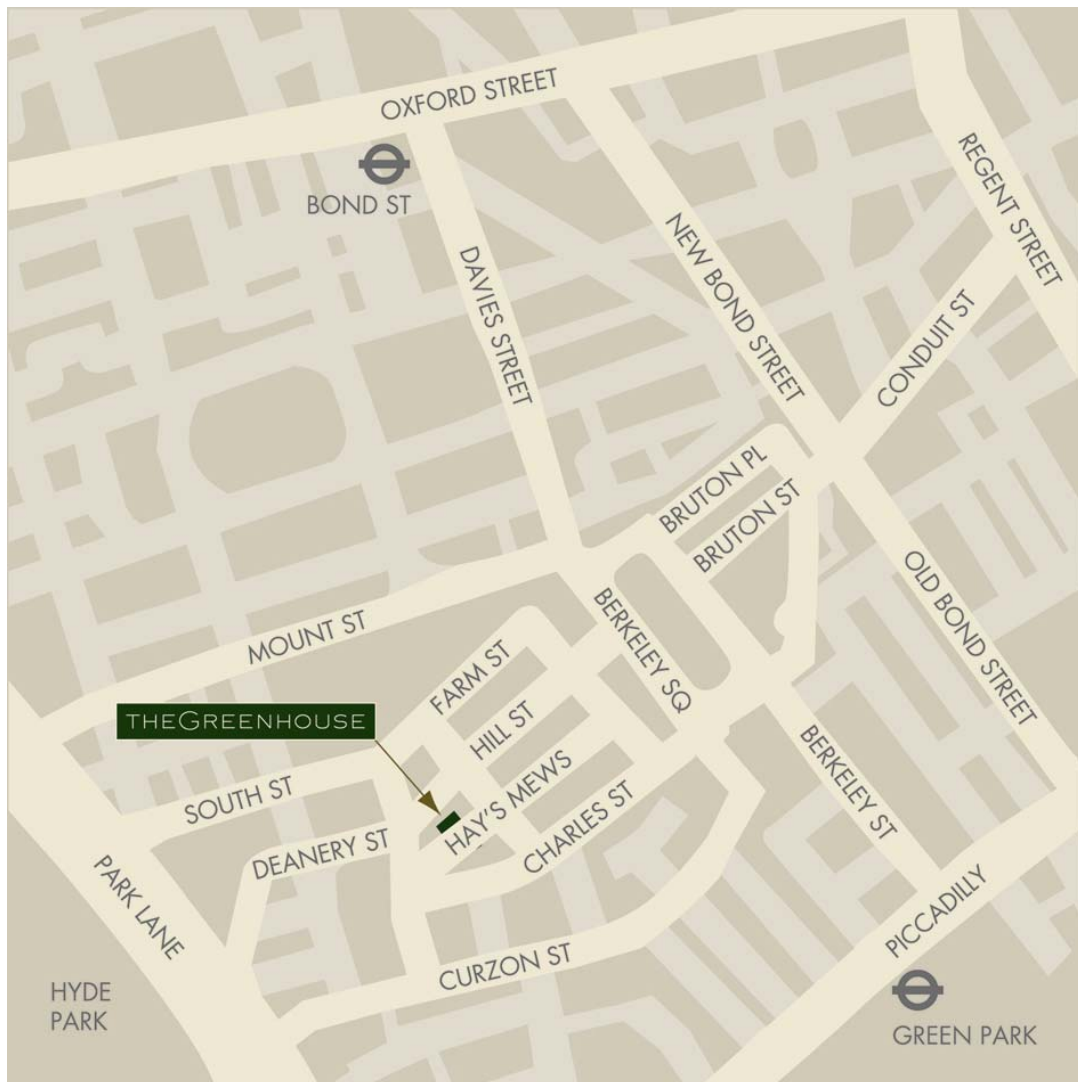 OXFORD STREET
BOND ST
REGENT STREET
DAVIES STREET
NEW BOND STREET
CONDUIT ST
BRUTON PL
BRUTON ST
OLD BOND STREET
BERKELEY SQ
MOUNT ST
FARM ST
THEGREENHOUSE
HILL ST
SOUTH ST
HAY'S MEWS
BERKELEY ST
CHARLES ST
DEANERY ST
PARK LANE
PICCADILLY
CURZON ST
HYDE
PARK
GREEN PARK